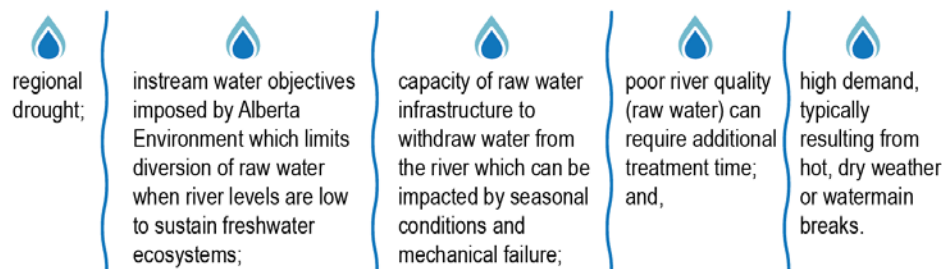 regional
drought;
instream water objectives
imposed by Alberta
Environment which limits
diversion of raw water
when river levels are low
to sustain freshwater
ecosystems;
capacity of raw water
infrastructure to
withdraw water from
the river which can be
impacted by seasonal
conditions and
mechanical failure;
poor river quality
(raw water) can
require additional
treatment time;
and,
high demand,
typically
resulting from
hot, dry weather
or watermain
breaks.